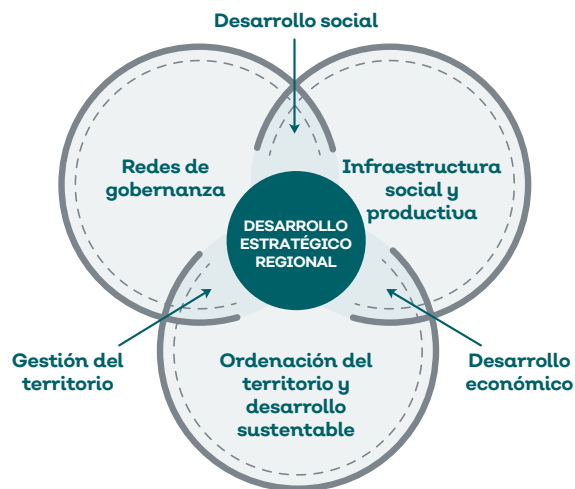 Desarrollo social
Redes de
gobernanza
Infraestructura
social y
productiva
DESARROLLO
ESTRATÉGICO
REGIONAL
Gestión del
territorio
Ordenación del
territorio y
desarrollo
sustentable
Desarrollo
económico